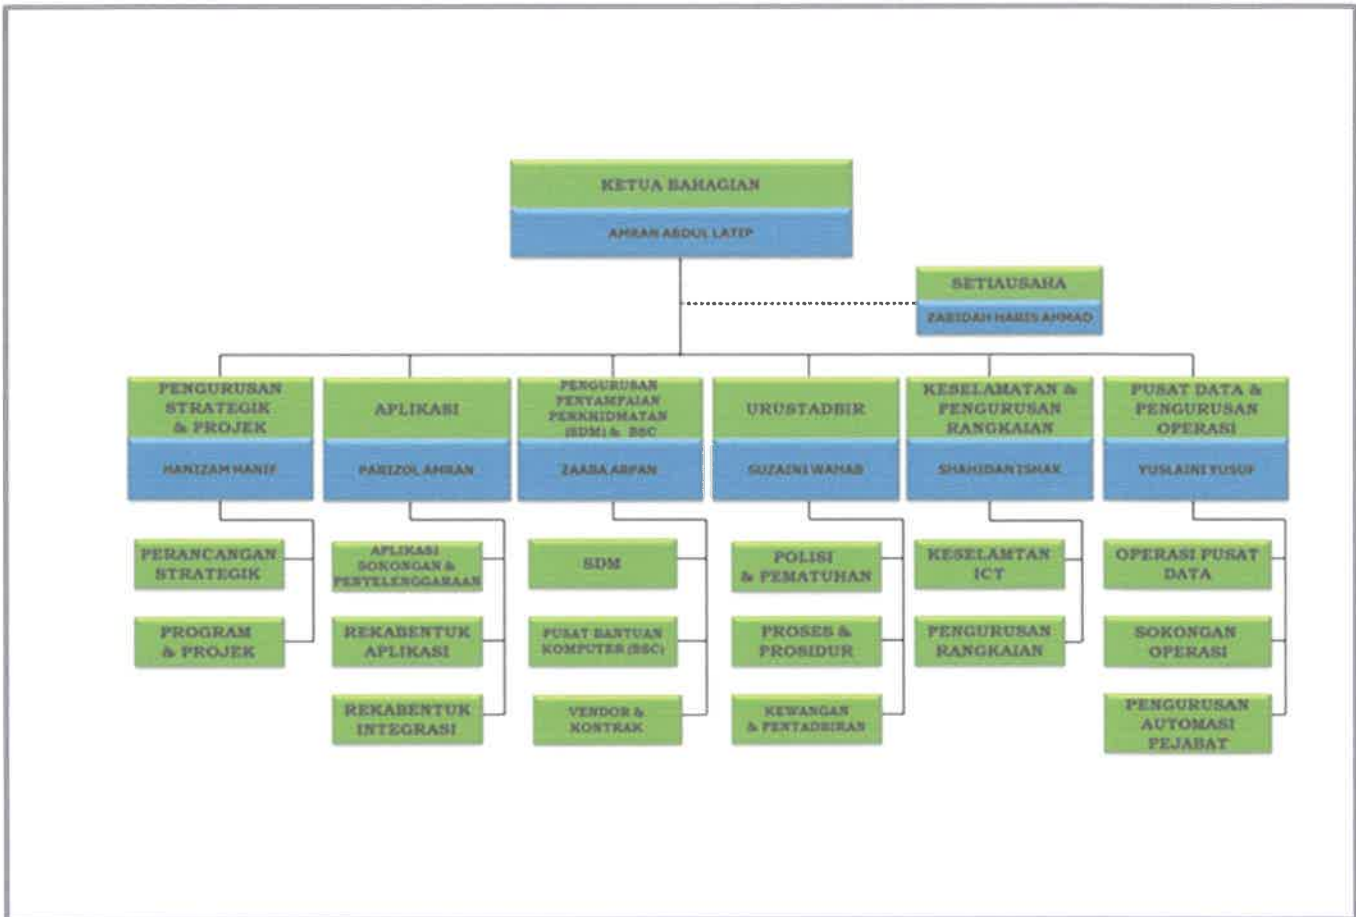 KETUA BAHAGIAN
AMRAN ABDUL LATIP
SETIAUSAHA
ZABIDAH HARIS AHMAD
PENGURUSAN
STRATEGIK
& PROJEK
HANIZAM HANIF
APLIKASI
PARIZOL AMRAN
PENGURUSAN
PENYAMPAIAN
PERKHIDMATAN
(SDM) & BSC
ZAABA ARPAN
URUSTADBIR
SUZAINI WAHAB
KESELAMATAN &
PENGURUSAN
RANGKAIAN
SHAHIDAN ISHAK
PUSAT DATA &
PENGURUSAN
OPERASI
YUSLAINI YUSUF
PERANCANGAN
STRATEGIK
PROGRAM
& PROJEK
APLIKASI
SOKONGAN &
PENYELENGGARAAN
REKABENTUK
APLIKASI
REKABENTUK
INTEGRASI
SDM
PUSAT BANTUAN
KOMPUTER (BSC)
VENDOR &
KONTRAK
POLISI
& PEMATUHAN
PROSES &
PROSIDUR
KEWANGAN
& PENTADBIRAN
KESELAMTAN
ICT
PENGURUSAN
RANGKAIAN
OPERASI PUSAT
DATA
SOKONGAN
OPERASI
PENGURUSAN
AUTOMASI
PEJABAT